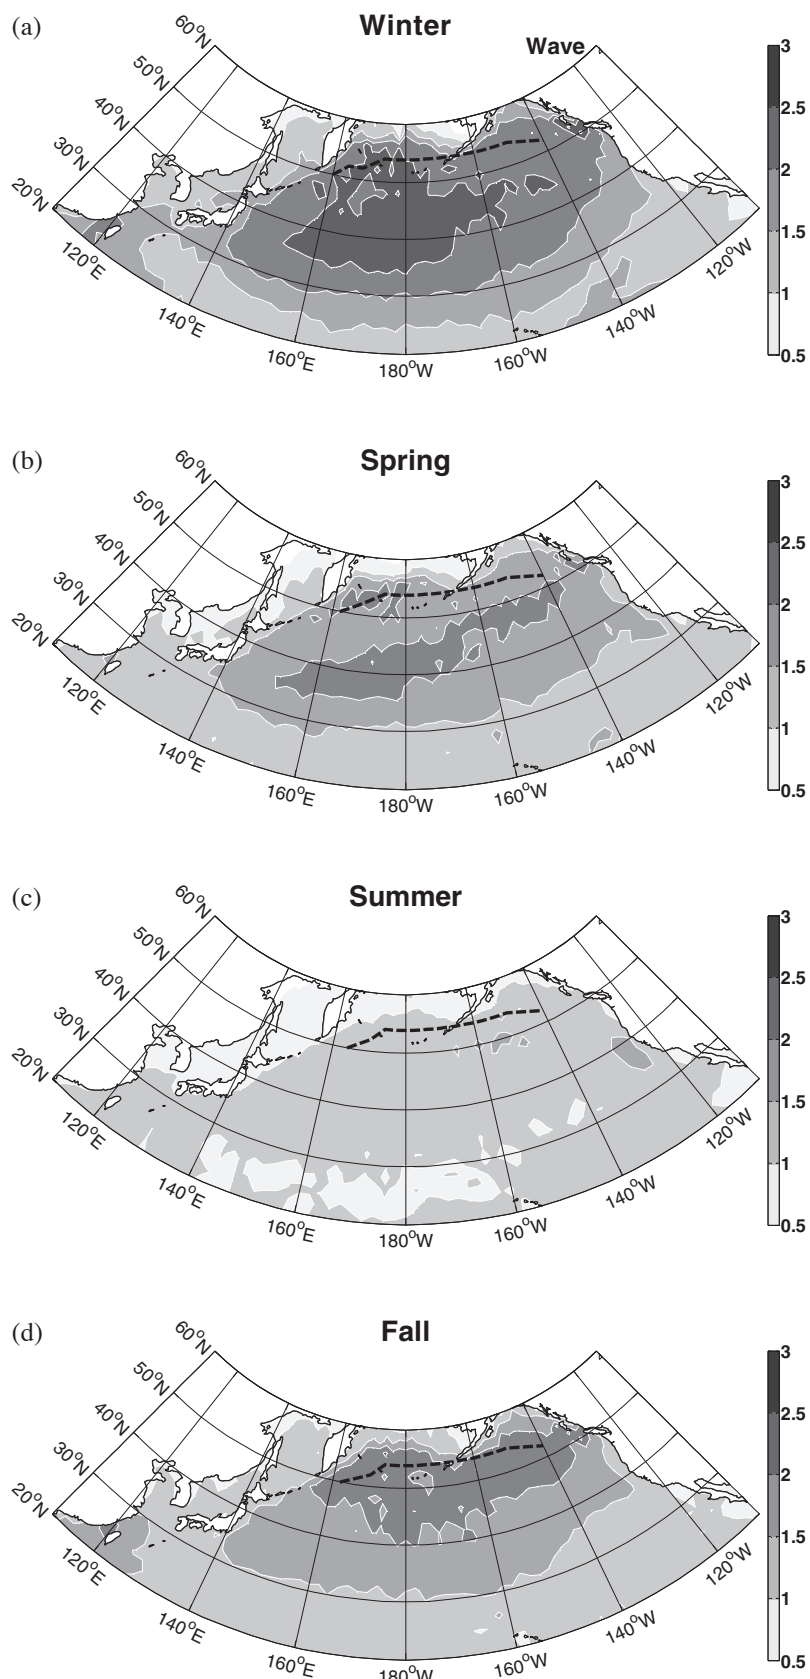 (a)
Winter
Wave
60°N
50°N
40°N
30°N
20°N
120°E
140°E
160°E
180°W
160°W
140°W
120°W
3
2.5
2
1.5
1
0.5
(b)
Spring
60°N
50°N
40°N
30°N
20°N
120°E
140°E
160°E
180°W
160°W
140°W
120°W
3
2.5
2
1.5
1
0.5
(c)
Summer
60°N
50°N
40°N
30°N
20°N
120°E
140°E
160°E
180°W
160°W
140°W
120°W
3
2.5
2
1.5
1
0.5
(d)
Fall
60°N
50°N
40°N
30°N
20°N
120°E
140°E
160°E
180°W
160°W
140°W
120°W
3
2.5
2
1.5
1
0.5